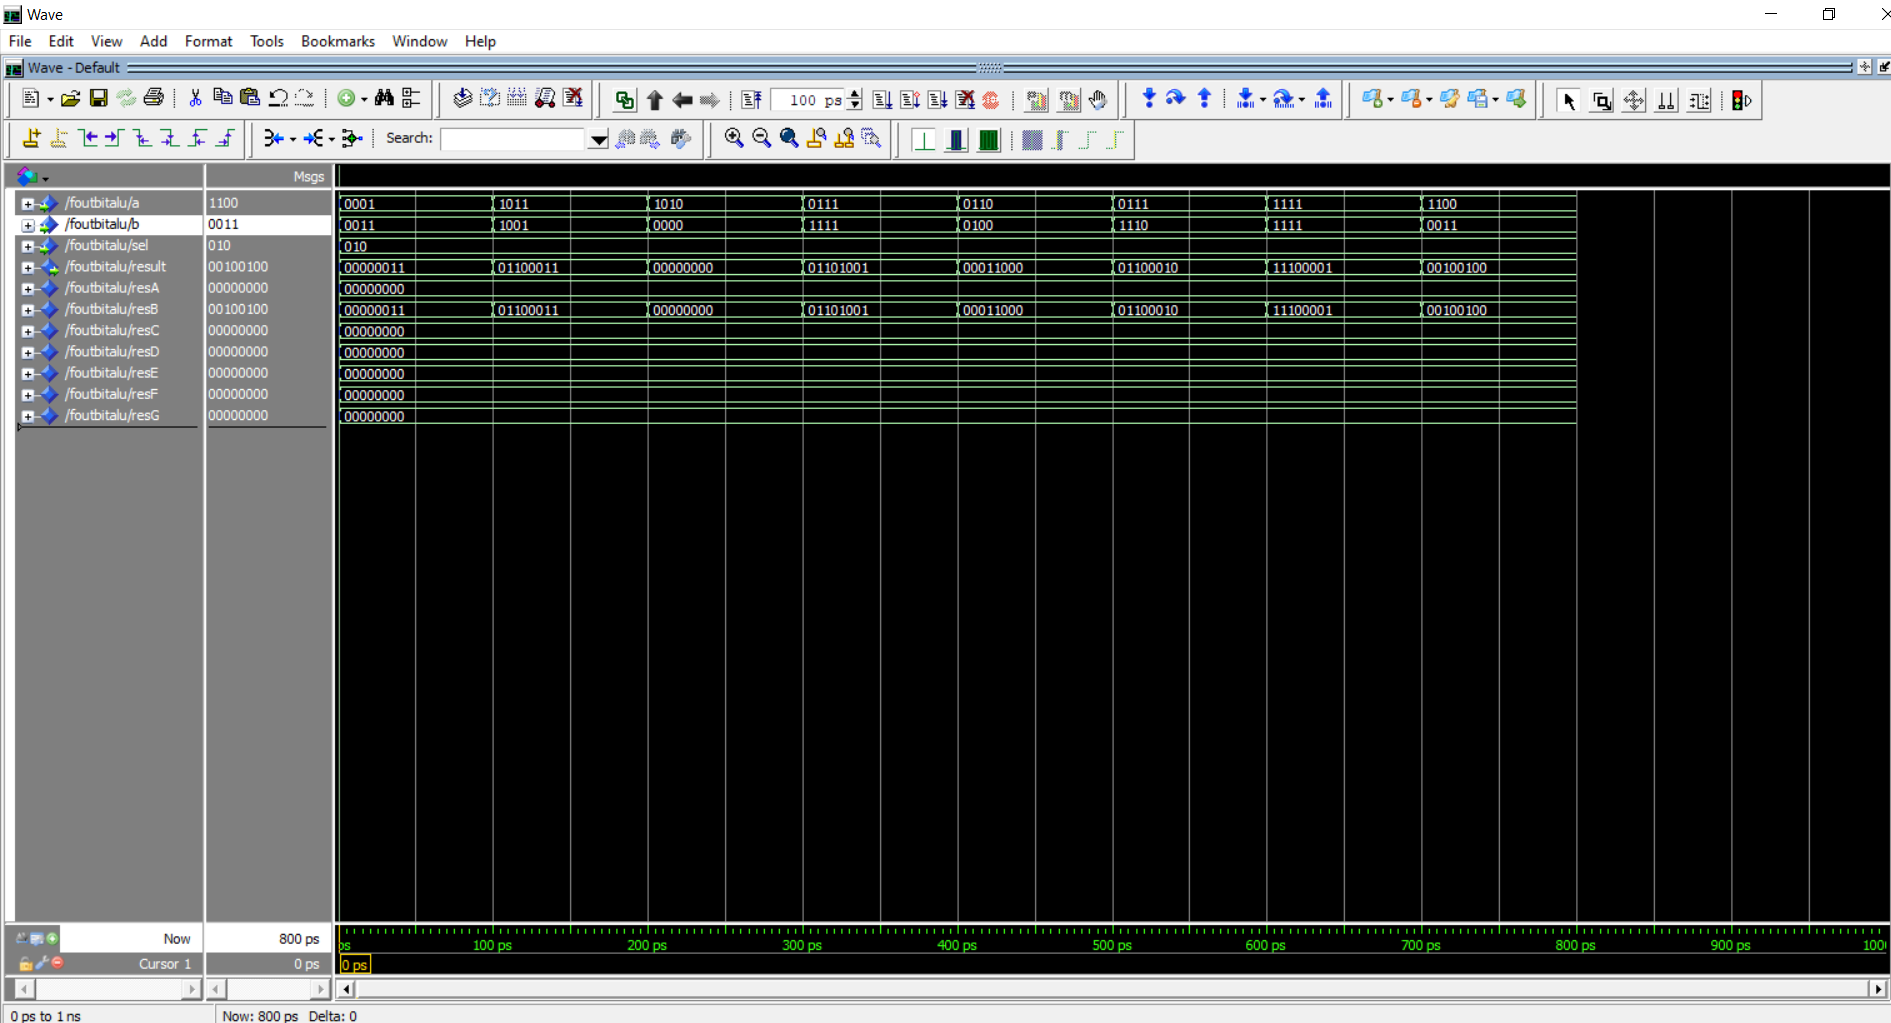 Wave
File Edit View Add Format Tools Bookmarks Window Help
Wave - Default
100 ps
Search:
Msgs
/foutbitalu/a 1100 0001 1011 1010 0111 0110 0111 1111 1100
/foutbitalu/b 0011 0011 1001 0000 1111 0100 1110 1111 0011
/foutbitalu/sel 010 010
/foutbitalu/result 00100100 00000011 01100011 00000000 01101001 00011000 01100010 11100001 00100100
/foutbitalu/resA 00000000 00000000
/foutbitalu/resB 00100100 00000011 01100011 00000000 01101001 00011000 01100010 11100001 00100100
/foutbitalu/resC 00000000 00000000
/foutbitalu/resD 00000000 00000000
/foutbitalu/resE 00000000 00000000
/foutbitalu/resF 00000000 00000000
/foutbitalu/resG 00000000 00000000
Now 800 ps ps 100 ps 200 ps 300 ps 400 ps 500 ps 600 ps 700 ps 800 ps 900 ps 100
Cursor 1 0 ps 0 ps
0 ps to 1 ns Now: 800 ps Delta: 0